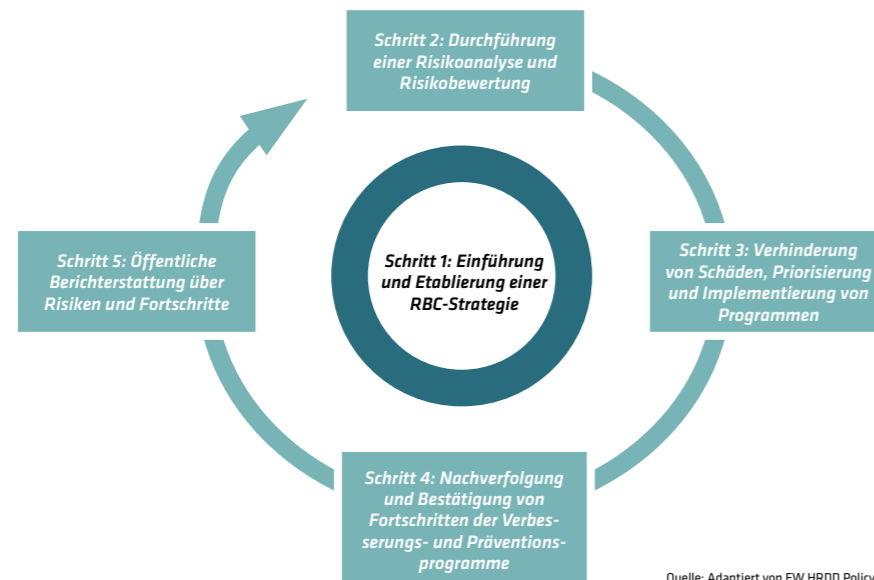 Schritt 2: Durchführung
einer Risikoanalyse und
Risikobewertung
Schritt 5: Öffentliche
Berichterstattung über
Risiken und Fortschritte
Schritt 1: Einführung
und Etablierung einer
RBC-Strategie
Schritt 3: Verhinderung
von Schäden, Priorisierung
und Implementierung von
Programmen
Schritt 4: Nachverfolgung
und Bestätigung von
Fortschritten der Verbes-
serungs- und Präventions-
programme
Quelle: Adaptiert von FW HRDD Policy